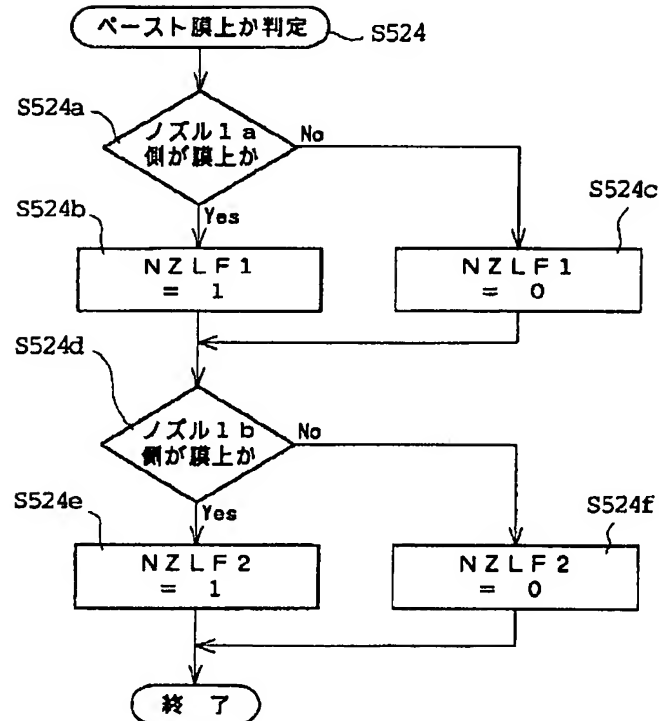 ペースト膜上か判定
S524
S524a
ノズル1a
側が膜上か
No
Yes
S524b
NZLF1
= 1
S524c
NZLF1
= 0
S524d
ノズル1b
側が膜上か
No
Yes
S524e
NZLF2
= 1
S524f
NZLF2
= 0
終了